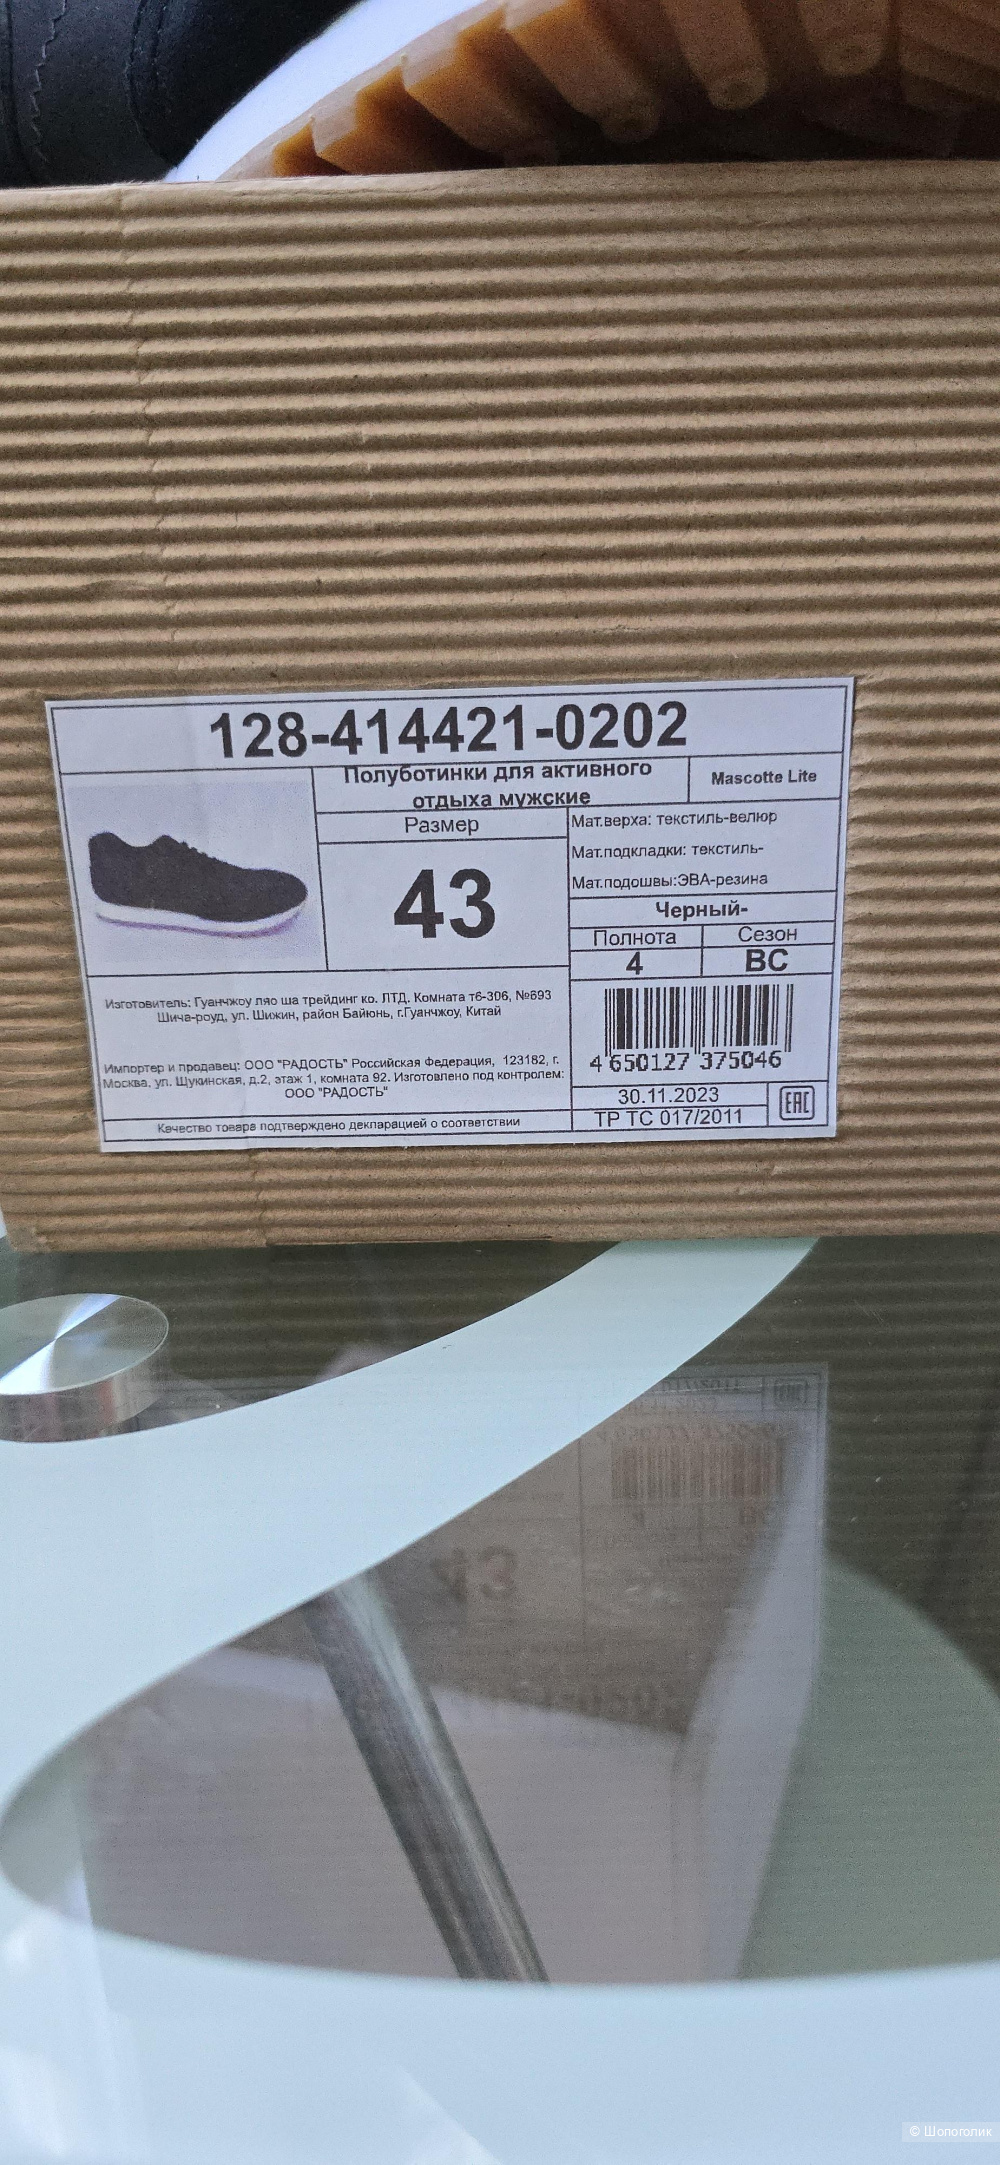 128-414421-0202
Полуботинки для активного
отдыха мужские
Mascotte Lite
Размер
43
Мат.верха: текстиль-велюр
Мат.подкладки: текстиль-
Мат.подошвы:ЭВА-резина
Черный-
Полнота
Сезон
4
ВС
Изготовитель: Гуанчжоу ляо ша трейдинг ко. ЛТД. Комната т6-306, №693
Шича-роуд, ул. Шижин, район Байюнь, г.Гуанчжоу, Китай
Импортер и продавец: ООО "РАДОСТЬ" Российская Федерация, 123182, г.
Москва, ул. Щукинская, д.2, этаж 1, комната 92. Изготовлено под контролем:
ООО "РАДОСТЬ"
Качество товара подтверждено декларацией о соответствии
4 650127 375046
30.11.2023
ТР ТС 017/2011
EAC
© Шопоголик